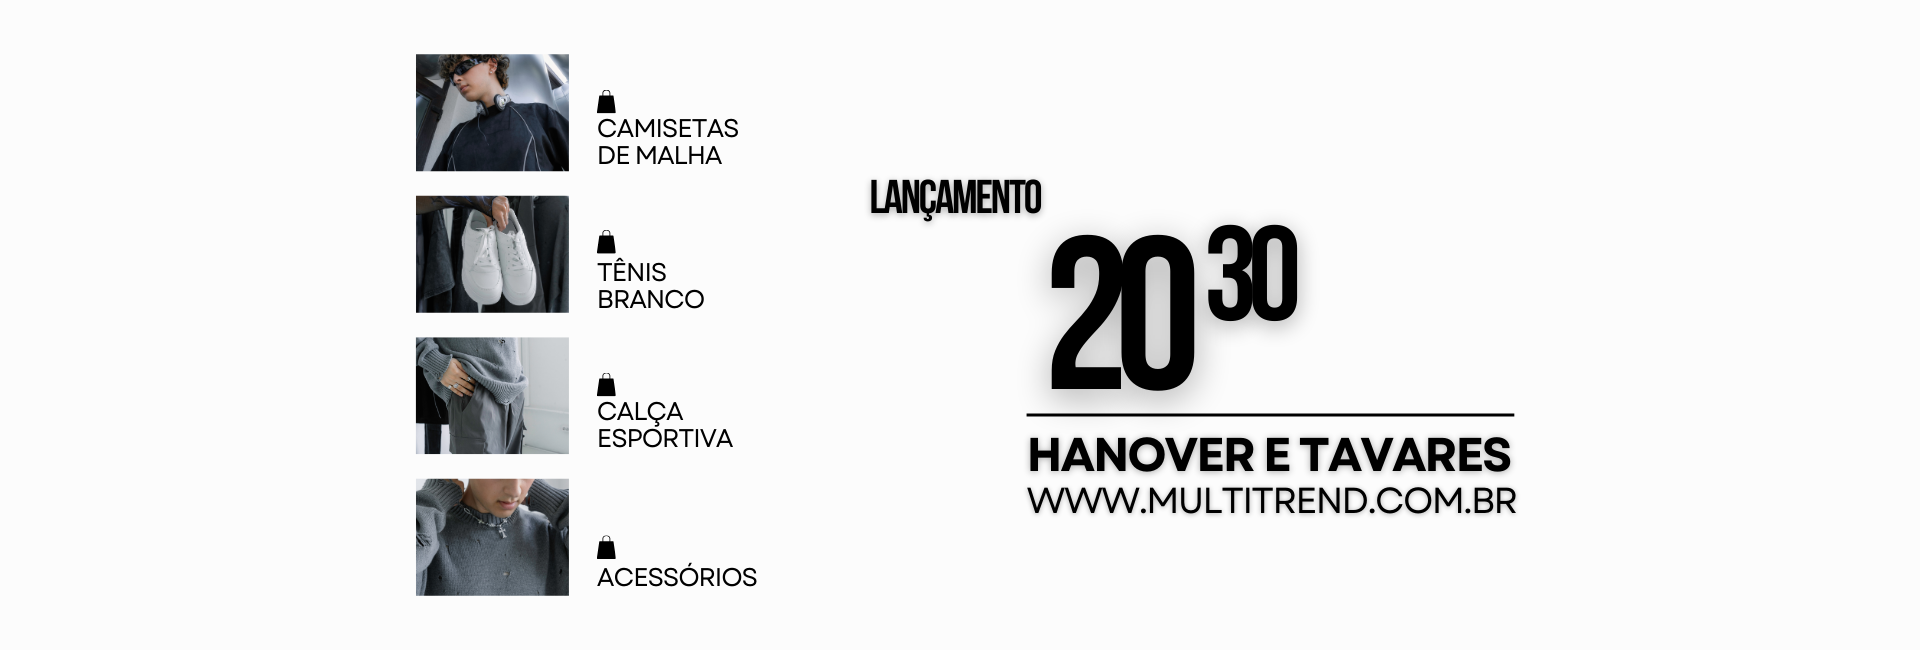 CAMISETAS
DE MALHA
TÊNIS
BRANCO
CALÇA
ESPORTIVA
ACESSÓRIOS
LANÇAMENTO
20 30
HANOVER E TAVARES
WWW.MULTITREND.COM.BR